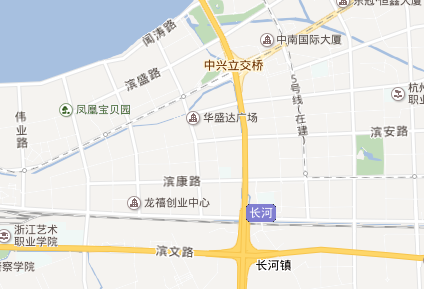 东冠·恒鑫大厦
闻涛路
中南国际大厦
中兴立交桥
滨盛路
5号线(在建)
杭州
职业
凤凰宝贝园
华盛达广场
伟业路
滨安路
滨康路
龙禧创业中心
长河
浙江艺术
职业学院
滨文路
警察学院
长河镇